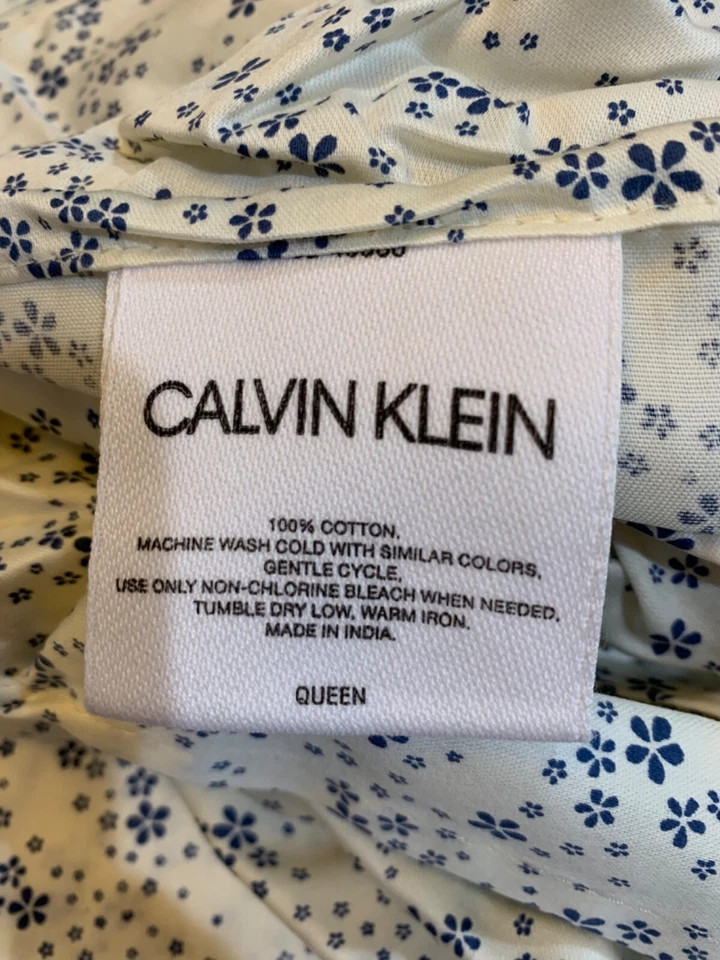 CALVIN KLEIN
100% COTTON.
MACHINE WASH COLD WITH SIMILAR COLORS,
GENTLE CYCLE,
USE ONLY NON-CHLORINE BLEACH WHEN NEEDED,
TUMBLE DRY LOW, WARM IRON.
MADE IN INDIA.
QUEEN